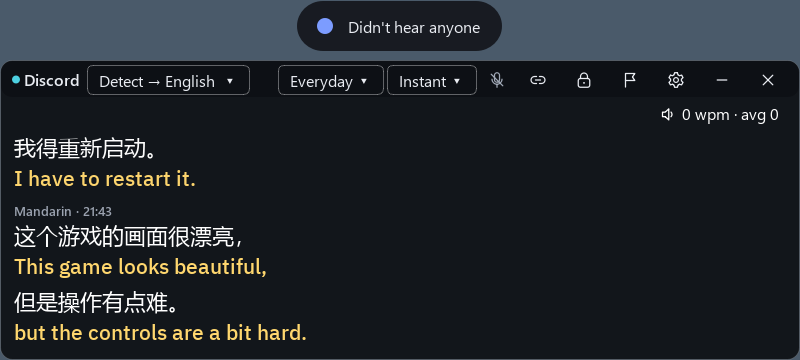 Didn't hear anyone
Discord
Detect → English
Everyday
Instant
0 wpm · avg 0
我得重新启动。
I have to restart it.
Mandarin · 21:43
这个游戏的画面很漂亮，
This game looks beautiful,
但是操作有点难。
but the controls are a bit hard.